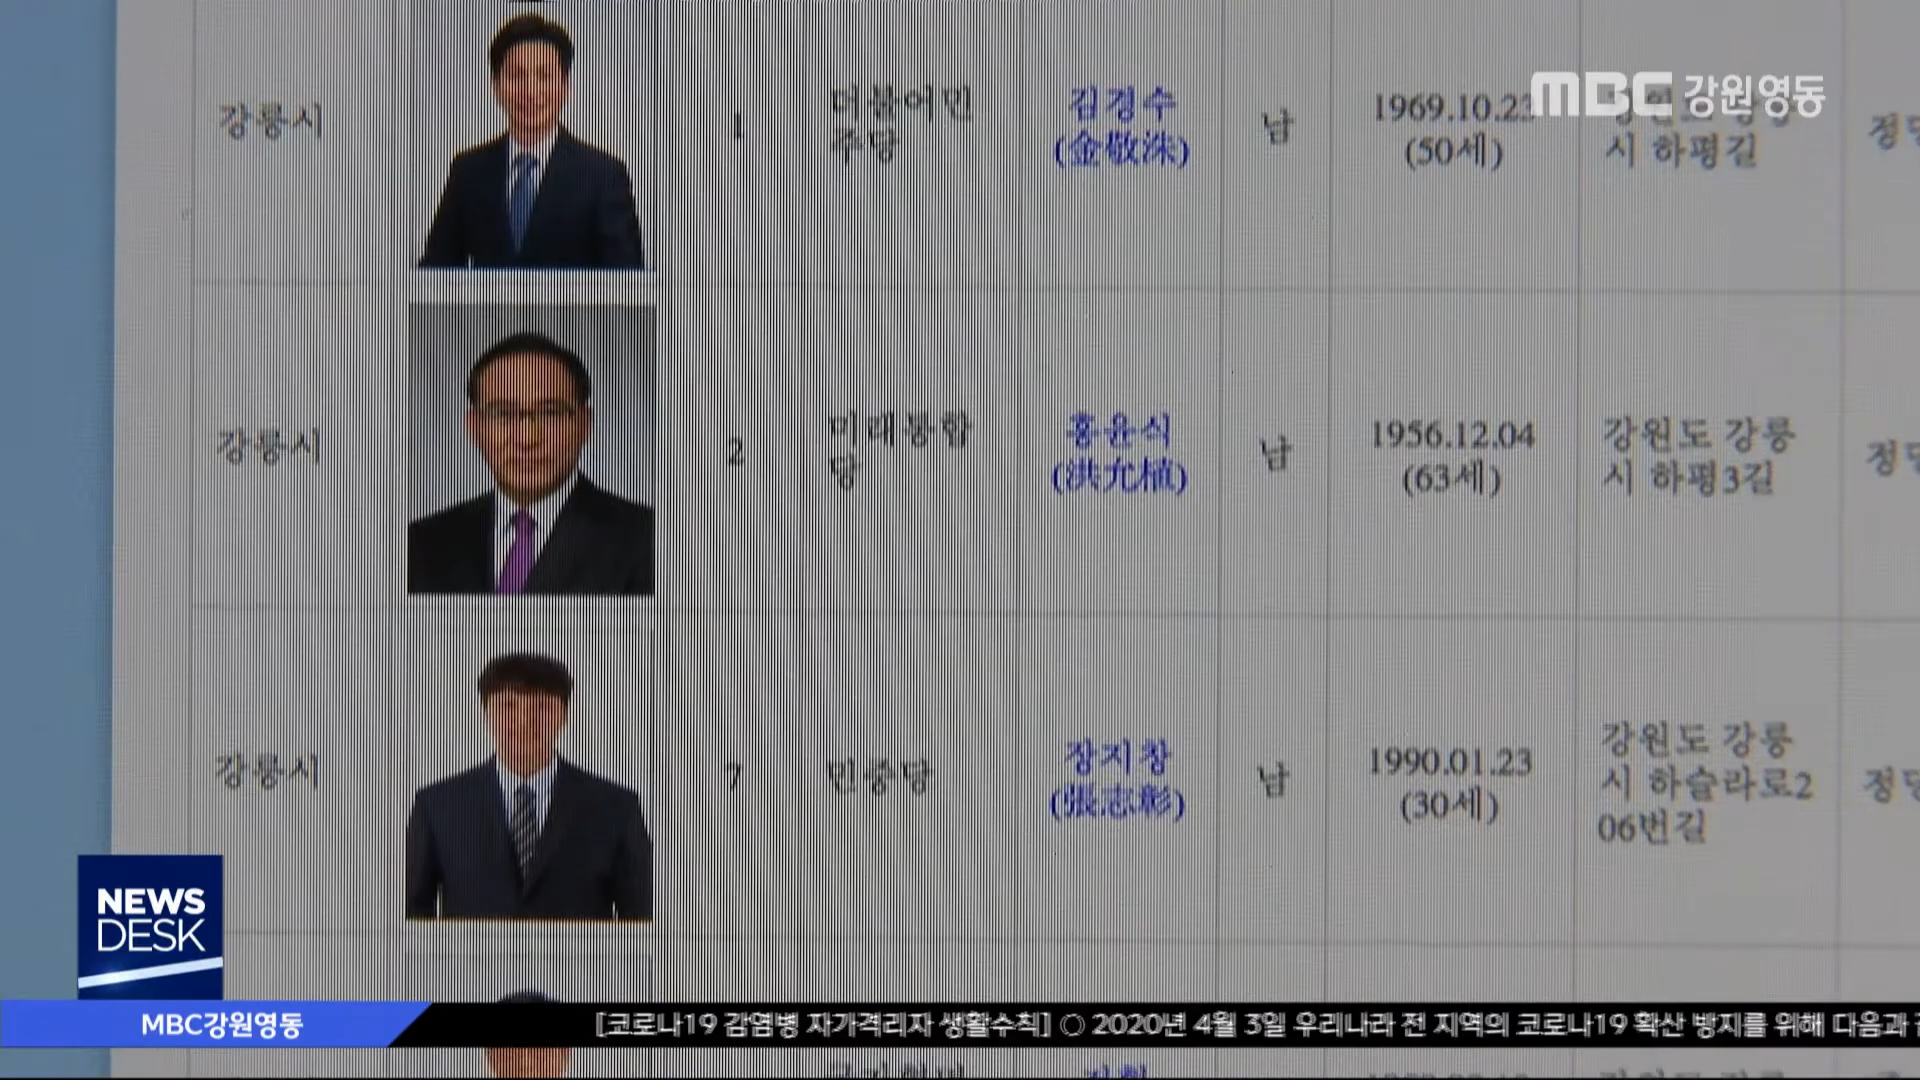 MBC 강원영동
강릉시
1
더불어민
주당
김경수
(金敬洙)
남
1969.10.23
(50세)
시 하평길
강릉시
2
미래통합
당
홍윤식
(洪允植)
남
1956.12.04
(63세)
강원도 강릉
시 하평3길
강릉시
7
민중당
장지창
(張志彰)
남
1990.01.23
(30세)
강원도 강릉
시 하슬라로2
06번길
NEWS
DESK
MBC강원영동
[코로나19 감염병 자가격리자 생활수칙] ○ 2020년 4월 3일 우리나라 전 지역의 코로나19 확산 방지를 위해 다음과